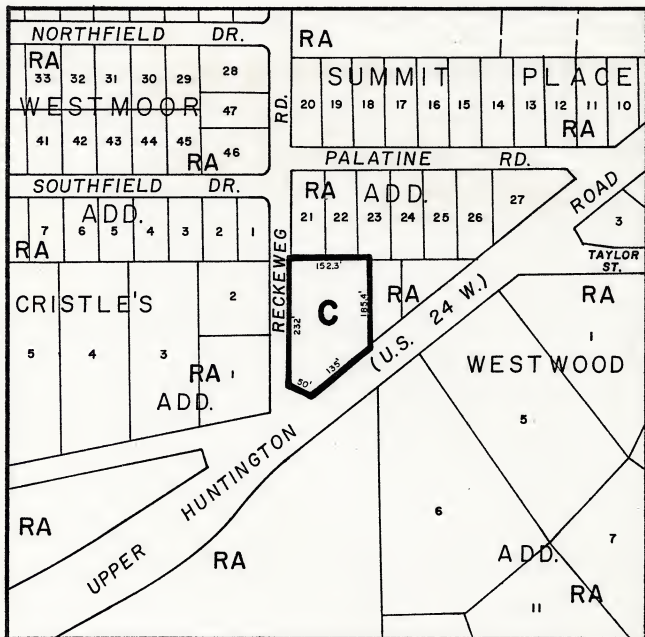 NORTHFIELD DR.
RA
33 32 31 30 29 28
WESTMOOR
47
41 42 43 44 45 46
RA
SOUTHFIELD DR.
ADD.
7 6 5 4 3 2 1
RA
CRISTLE'S
2
5 4 3 1
RA
ADD.
RD.
RECKEWEG
RA
SUMMIT PLACE
20 19 18 17 16 15 14 13 12 11 10
RA
PALATINE RD.
RA ADD.
21 22 23 24 25 26 27
152.3'
232'
C
185.4'
135'
50'
RA
UPPER HUNTINGTON (U.S. 24 W.) ROAD
3
TAYLOR
ST.
RA
1
WESTWOOD
5
6
7
ADD.
11
RA
RA
RA